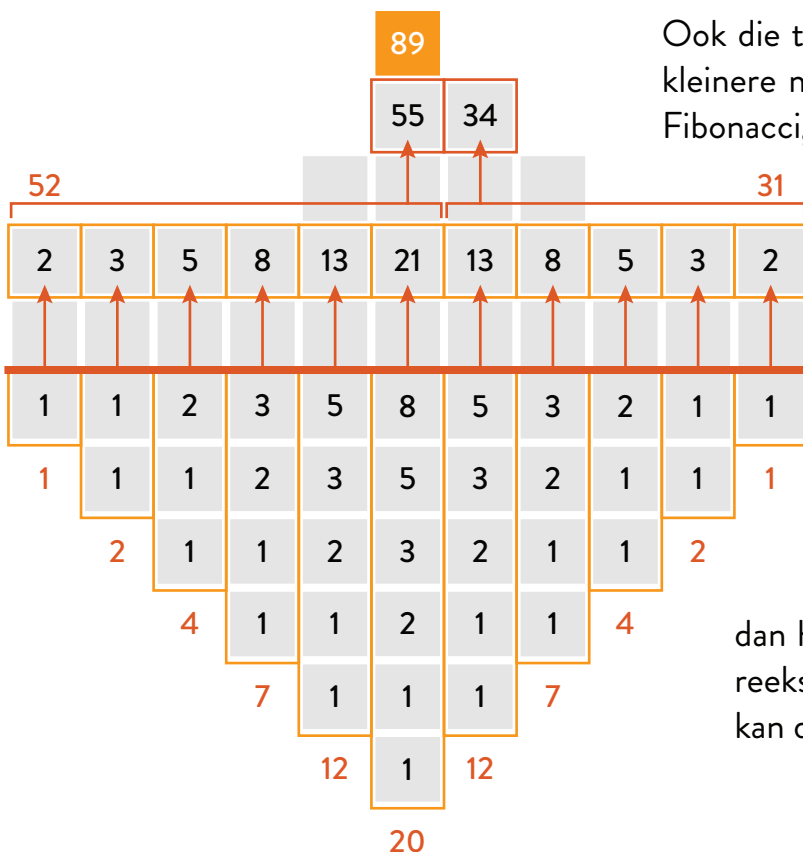 89
Ook die t
kleinere n
55 34
Fibonacci,
52 31
2 3 5 8 13 21 13 8 5 3 2
1 1 2 3 5 8 5 3 2 1 1
1 1 1 2 3 5 3 2 1 1 1
2 1 1 2 3 2 1 1 2
4 1 1 2 1 1 4
dan
reeks
7 1 1 1 7
kan
12 1 12
20